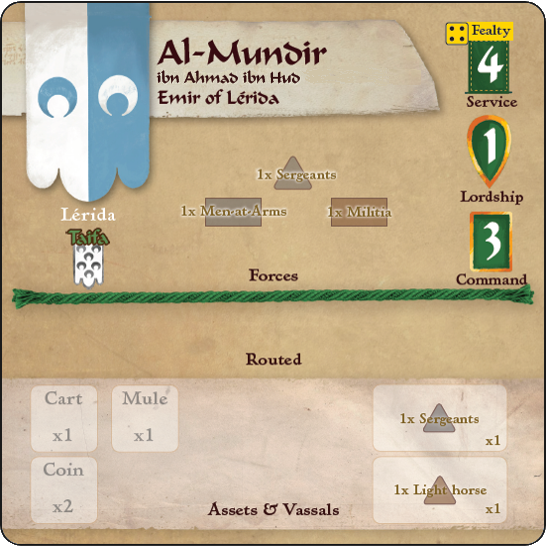 Al-Mundir
ibn Ahmad ibn Hud
Emir of Lérida
Fealty
4
Service
1
Lordship
3
Command
Lérida
Taifa
1x Sergeants
1x Men-at-Arms
1x Militia
Forces
Routed
Cart
x1
Mule
x1
Coin
x2
1x Sergeants
x1
1x Light horse
x1
Assets & Vassals